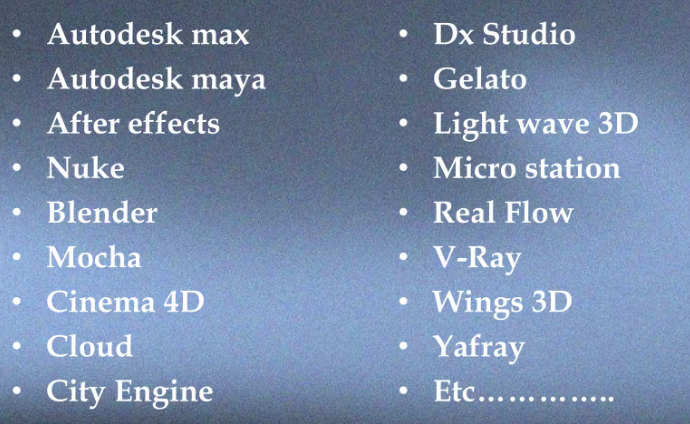 • Autodesk max
• Autodesk maya
• After effects
• Nuke
• Blender
• Mocha
• Cinema 4D
• Cloud
• City Engine
• Dx Studio
• Gelato
• Light wave 3D
• Micro station
• Real Flow
• V-Ray
• Wings 3D
• Yafray
• Etc…………..